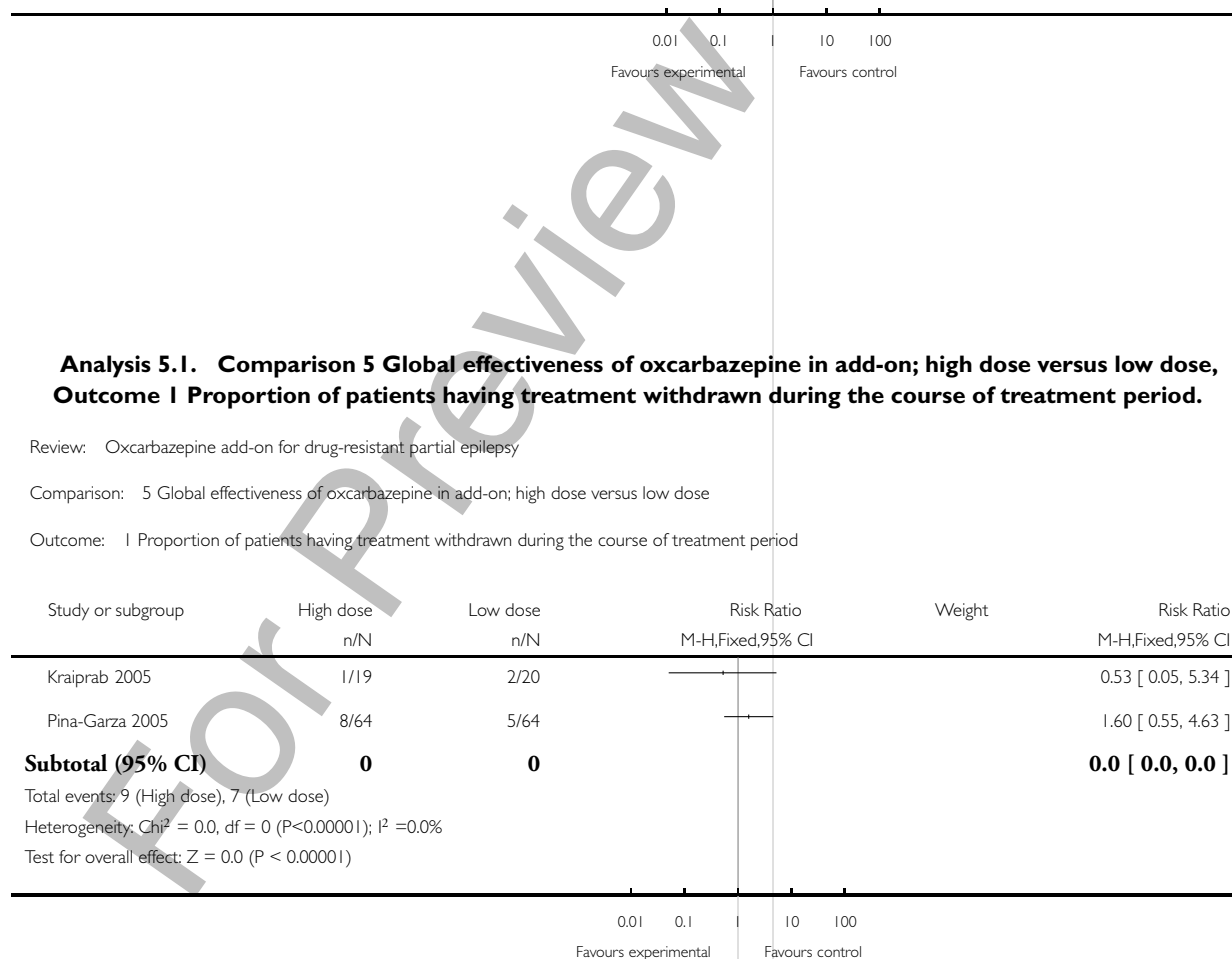 0.01 0.1 1 10 100
Favours experimental Favours control
Analysis 5.1. Comparison 5 Global effectiveness of oxcarbazepine in add-on; high dose versus low dose,
Outcome 1 Proportion of patients having treatment withdrawn during the course of treatment period.
Review: Oxcarbazepine add-on for drug-resistant partial epilepsy
Comparison: 5 Global effectiveness of oxcarbazepine in add-on; high dose versus low dose
Outcome: 1 Proportion of patients having treatment withdrawn during the course of treatment period
Study or subgroup High dose Low dose Risk Ratio Weight Risk Ratio
n/N n/N M-H,Fixed,95% CI M-H,Fixed,95% CI
Kraiprab 2005 1/19 2/20 0.53 [ 0.05, 5.34 ]
Pina-Garza 2005 8/64 5/64 1.60 [ 0.55, 4.63 ]
Subtotal (95% CI) 0 0 0.0 [ 0.0, 0.0 ]
Total events: 9 (High dose), 7 (Low dose)
Heterogeneity: Chi² = 0.0, df = 0 (P<0.00001); I² =0.0%
Test for overall effect: Z = 0.0 (P < 0.00001)
0.01 0.1 1 10 100
Favours experimental Favours control
For Preview